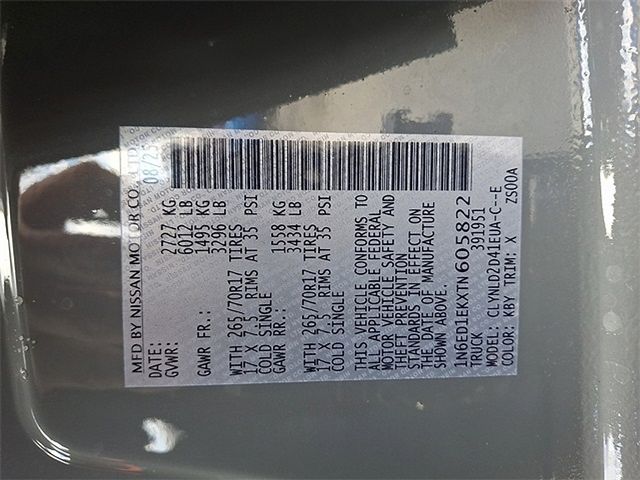 MFD BY NISSAN MOTOR CO., LTD.
DATE: 08/2
GVWR: 2727 KG
6012 LB
GAWR FR.: 1495 KG
3296 LB
WITH 265/70R17 TIRES
17 X 7.5 RIMS AT 35 PSI
COLD SINGLE
GAWR RR.: 1558 KG
3434 LB
WITH 265/70R17 TIRES
17 X 7.5 RIMS AT 35 PSI
COLD SINGLE
THIS VEHICLE CONFORMS TO
ALL APPLICABLE FEDERAL
MOTOR VEHICLE SAFETY AND
THEFT PREVENTION
STANDARDS IN EFFECT ON
THE DATE OF MANUFACTURE
SHOWN ABOVE.
1N6ED1EKXTN605822
TRUCK 391951
MODEL: CLYNLD2D41EUA-C--E
COLOR: KBY TRIM: X ZS00A